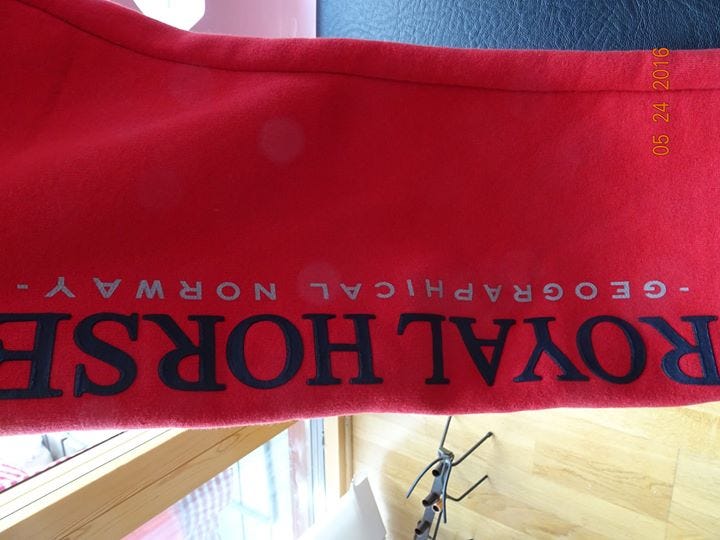 ROYAL HORSE
- GEOGRAPHICAL NORWAY -
05 24 2016